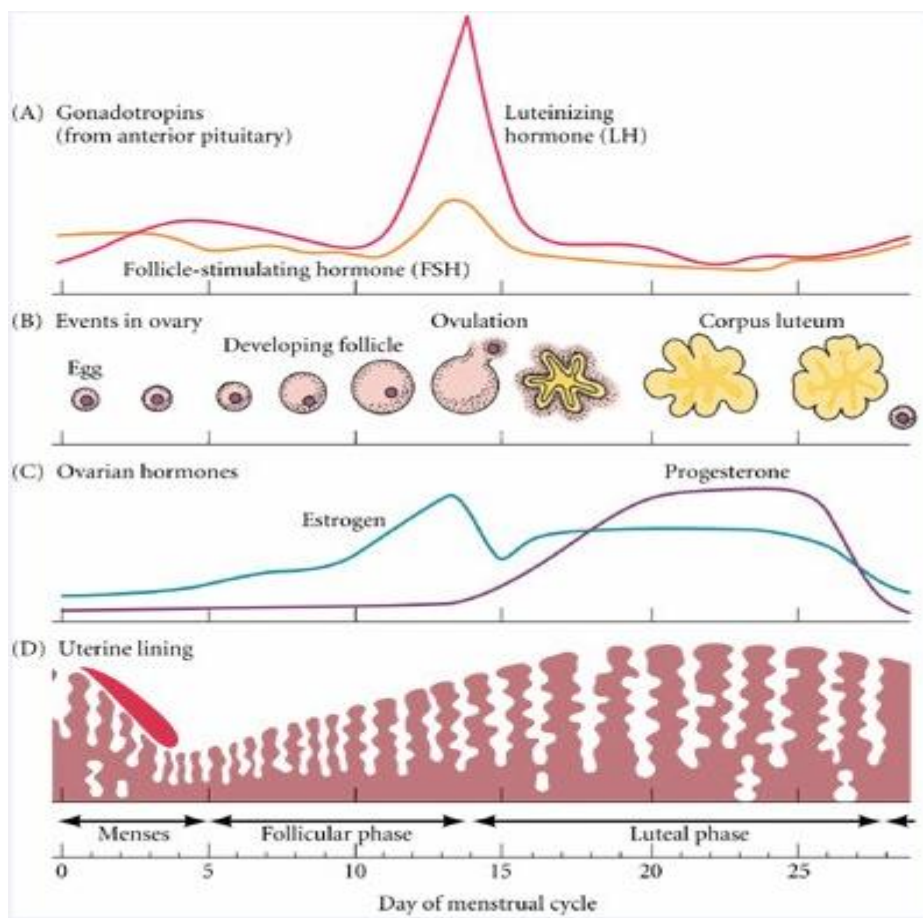 (A) Gonadotropins
(from anterior pituitary)
Luteinizing
hormone (LH)
Follicle-stimulating hormone (FSH)
(B) Events in ovary
Ovulation
Corpus luteum
Developing follicle
Egg
(C) Ovarian hormones
Progesterone
Estrogen
(D) Uterine lining
Menses
Follicular phase
Luteal phase
0 5 10 15 20 25
Day of menstrual cycle